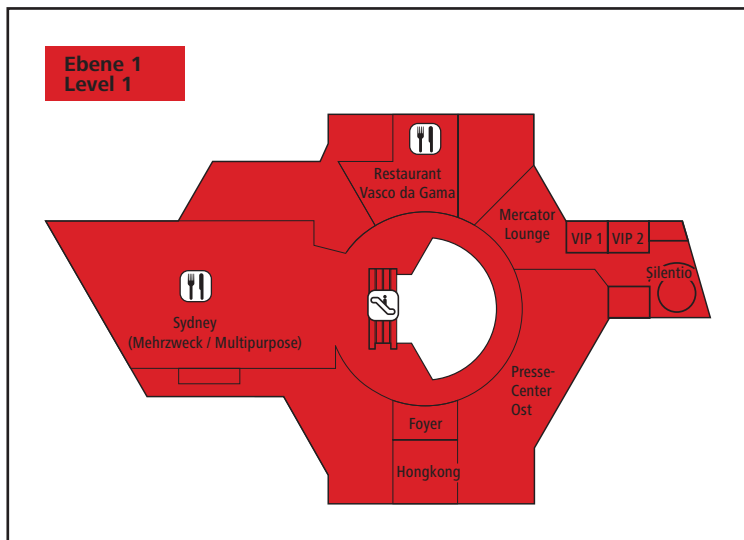 Ebene 1
Level 1
Restaurant
Vasco da Gama
Mercator
Lounge
VIP 1
VIP 2
Silentio
Sydney
(Mehrzweck / Multipurpose)
Presse-
Center
Ost
Foyer
Hongkong